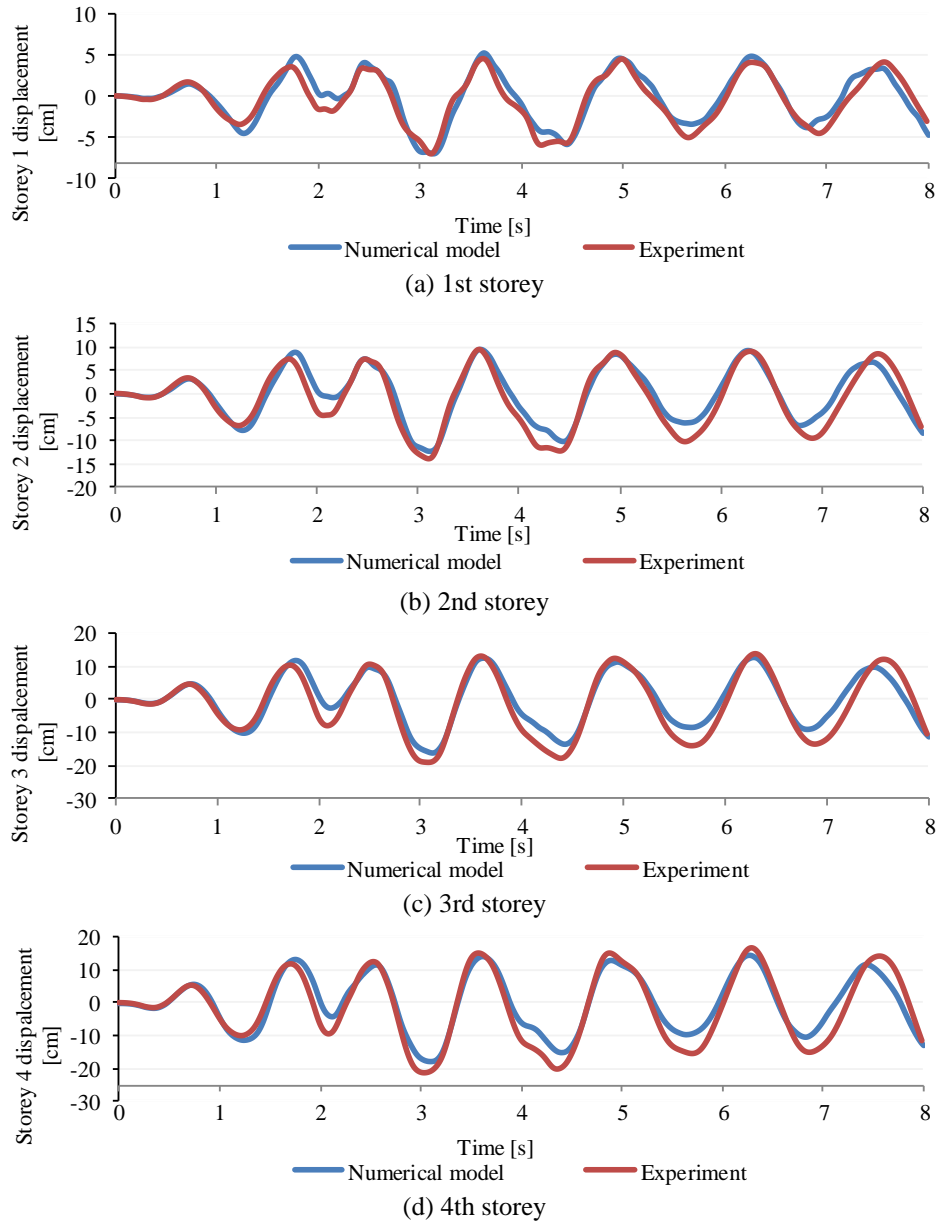 Storey 1 displacement
[cm]
10
5
0
-5
-10
0 1 2 3 4 5 6 7 8
Time [s]
Numerical model Experiment
(a) 1st storey
Storey 2 displacement
[cm]
15
10
5
0
-5
-10
-15
-20
0 1 2 3 4 5 6 7 8
Time [s]
Numerical model Experiment
(b) 2nd storey
Storey 3 dispalcement
[cm]
20
10
0
-10
-20
-30
0 1 2 3 4 5 6 7 8
Time [s]
Numerical model Experiment
(c) 3rd storey
Storey 4 dispalcement
[cm]
20
10
0
-10
-20
-30
0 1 2 3 4 5 6 7 8
Time [s]
Numerical model Experiment
(d) 4th storey